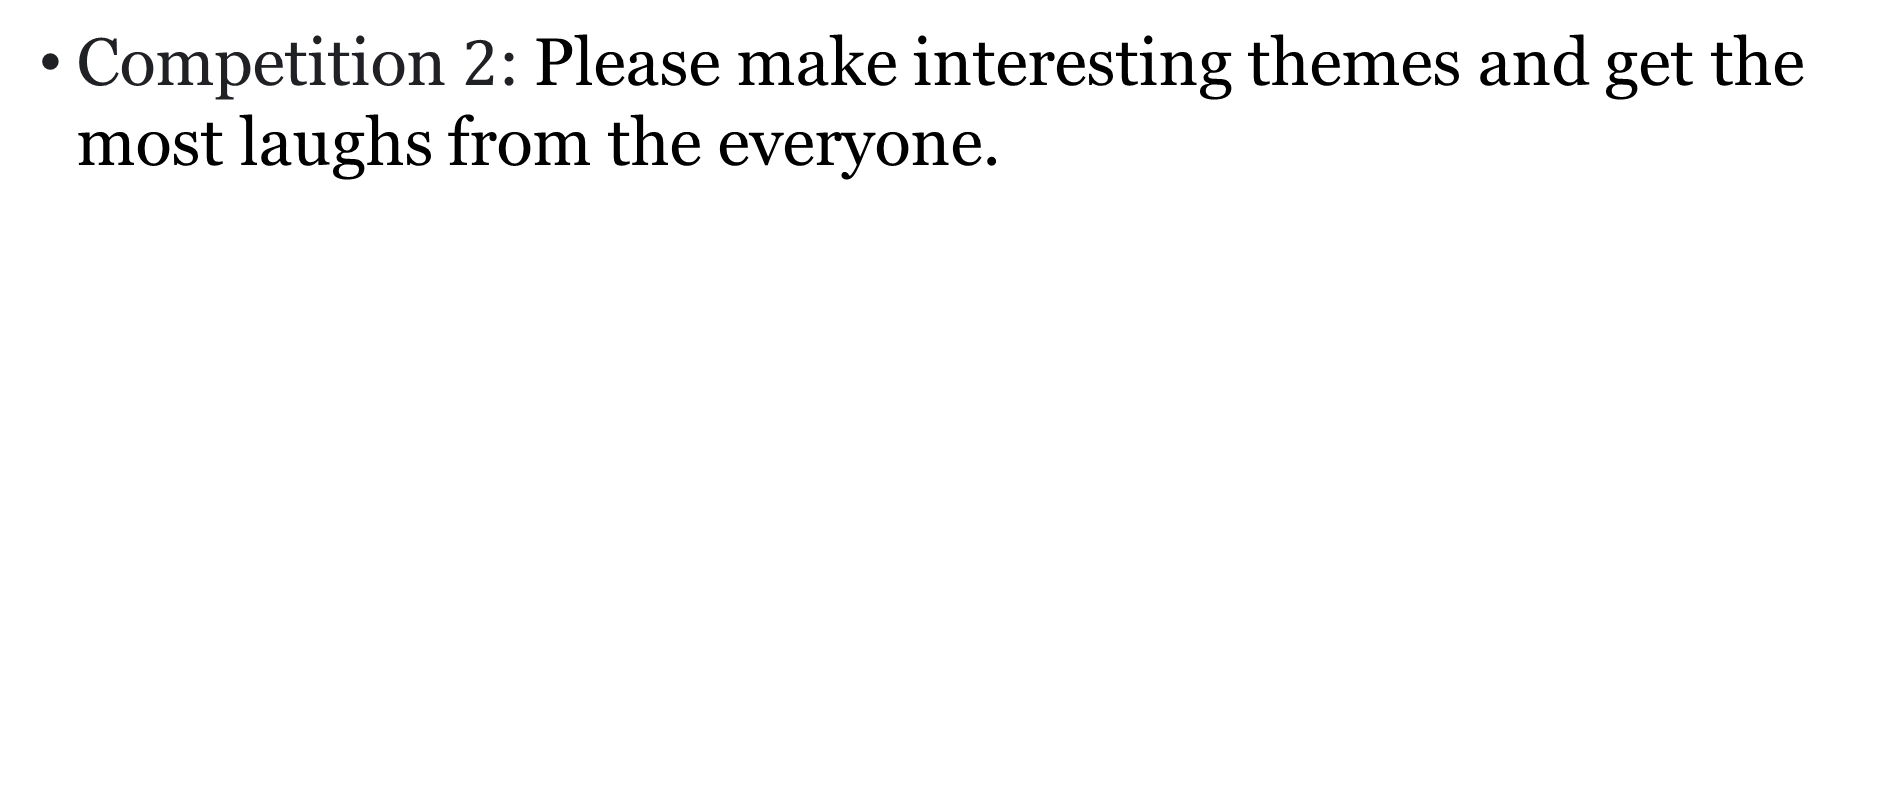 • Competition 2: Please make interesting themes and get the
most laughs from the everyone.